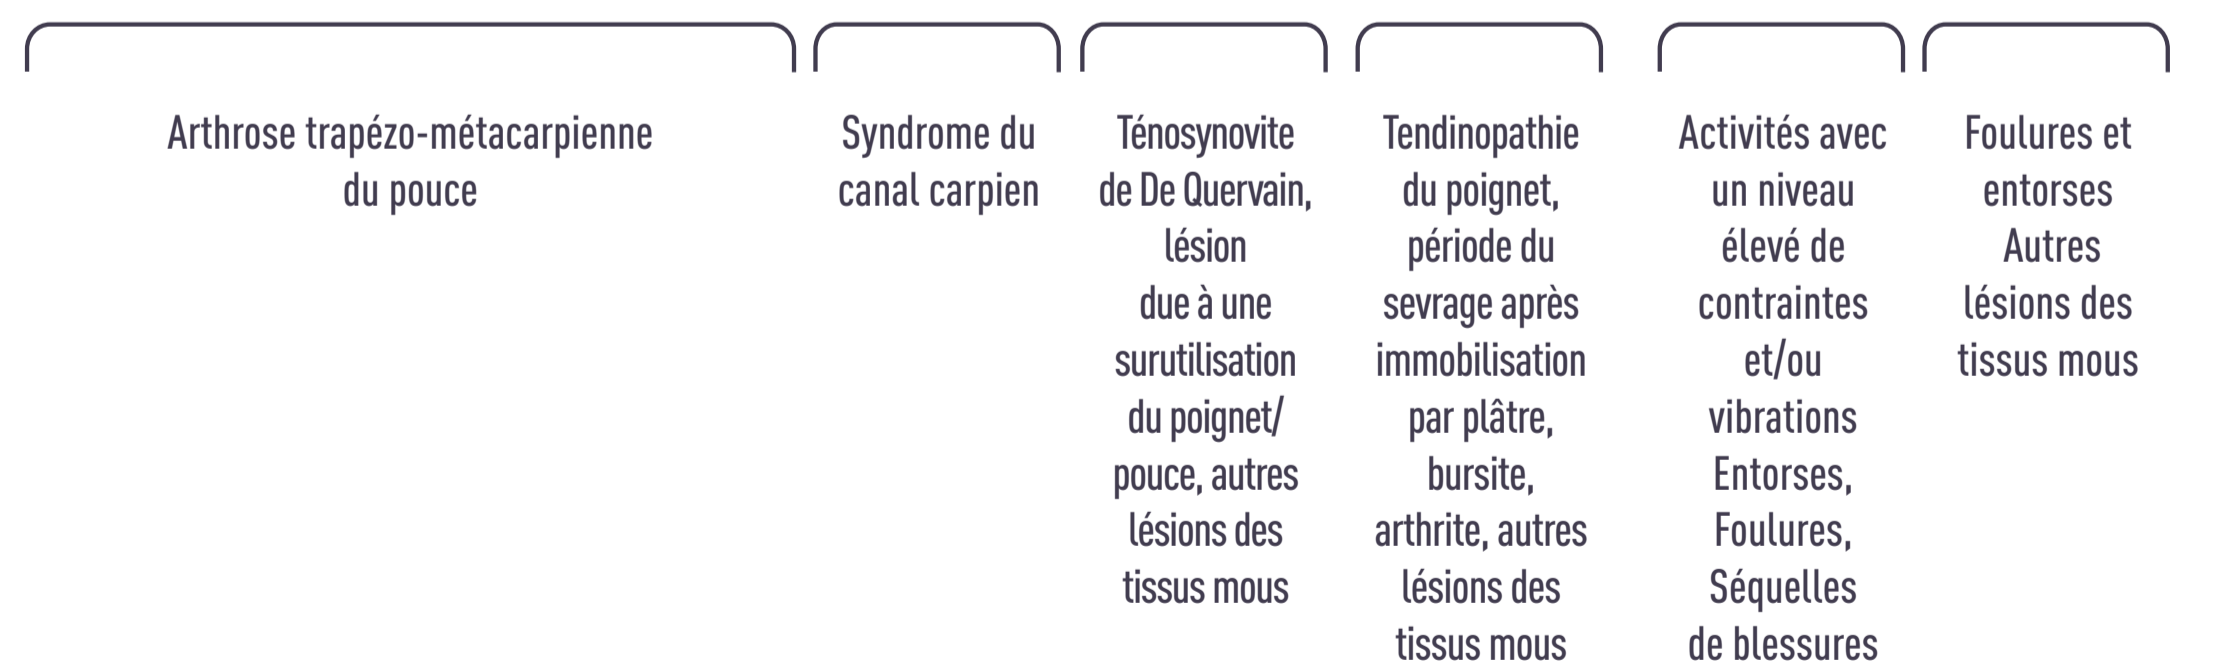 Arthrose trapézo-métacarpienne
du pouce
Syndrome du
canal carpien
Ténosynovite
de De Quervain,
lésion
due à une
surutilisation
du poignet/
pouce, autres
lésions des
tissus mous
Tendinopathie
du poignet,
période du
sevrage après
immobilisation
par plâtre,
bursite,
arthrite, autres
lésions des
tissus mous
Activités avec
un niveau
élevé de
contraintes
et/ou
vibrations
Entorses,
Foulures,
Séquelles
de blessures
Foulures et
entorses
Autres
lésions des
tissus mous